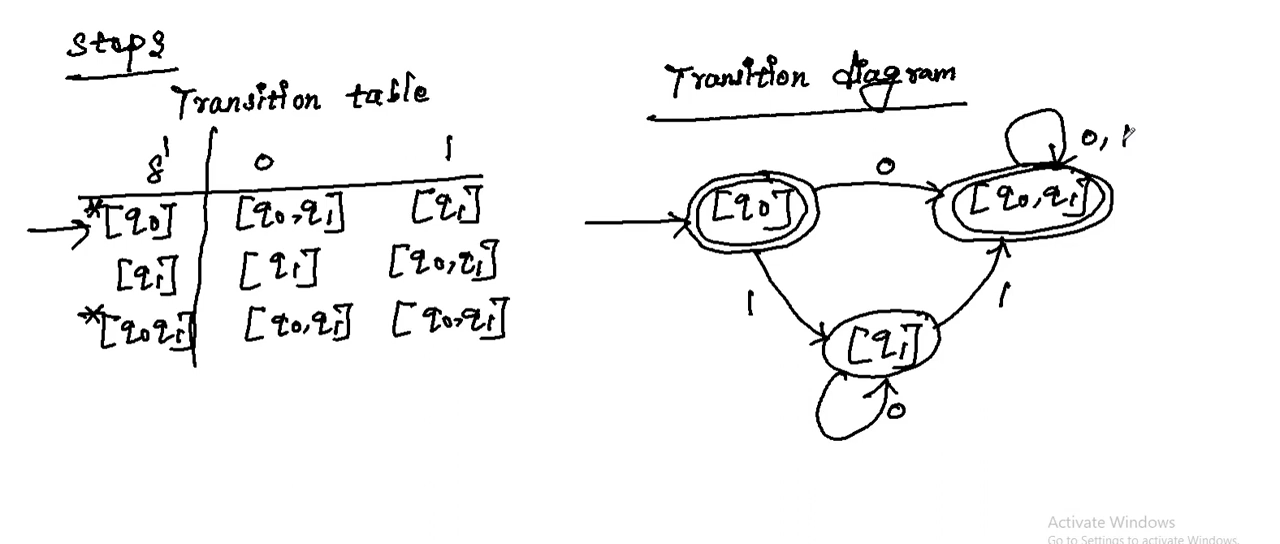 Step3
Transition table
δ' 0 1
*[q0] [q0,q1] [q1]
[q1] [q1] [q0,q1]
*[q0q1] [q0,q1] [q0,q1]
Transition diagram
0, 1
0
[q0]
[q0,q1]
1
1
[q1]
0
Activate Windows
Go to Settings to activate Windows.